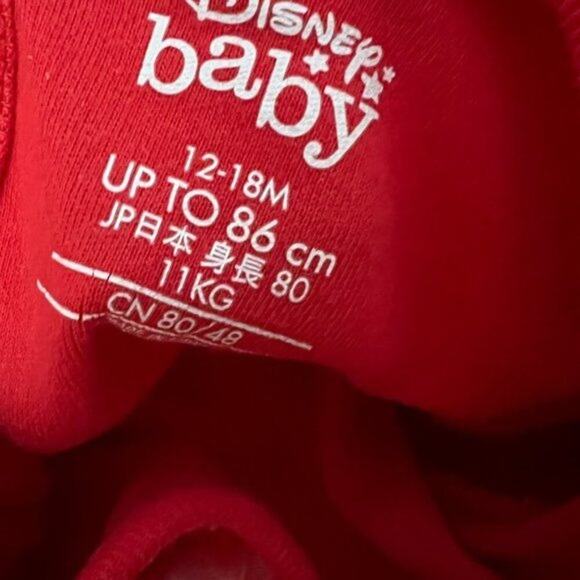 Disney
baby
12-18M
UP TO 86 cm
JP日本 身長 80
11KG
CN 80/48